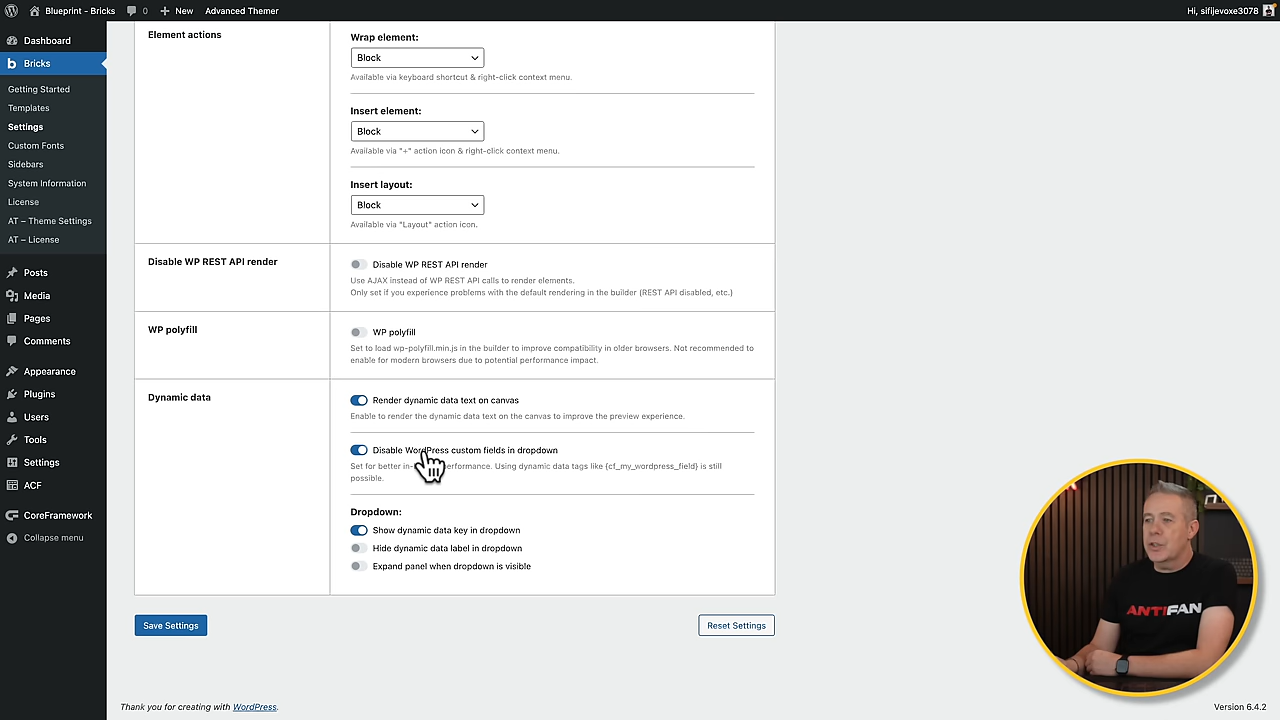 Blueprint - Bricks 0 New Advanced Themer Hi, sifijevoxe3078
Dashboard
Bricks
Getting Started
Templates
Settings
Custom Fonts
Sidebars
System Information
License
AT – Theme Settings
AT – License
Posts
Media
Pages
Comments
Appearance
Plugins
Users
Tools
Settings
ACF
CoreFramework
Collapse menu
Element actions
Wrap element:
Block
Available via keyboard shortcut & right-click context menu.
Insert element:
Block
Available via "+" action icon & right-click context menu.
Insert layout:
Block
Available via "Layout" action icon.
Disable WP REST API render
Disable WP REST API render
Use AJAX instead of WP REST API calls to render elements.
Only set if you experience problems with the default rendering in the builder (REST API disabled, etc.)
WP polyfill
WP polyfill
Set to load wp-polyfill.min.js in the builder to improve compatibility in older browsers. Not recommended to
enable for modern browsers due to potential performance impact.
Dynamic data
Render dynamic data text on canvas
Enable to render the dynamic data text on the canvas to improve the preview experience.
Disable WordPress custom fields in dropdown
Set for better in- performance. Using dynamic data tags like {cf_my_wordpress_field} is still
possible.
Dropdown:
Show dynamic data key in dropdown
Hide dynamic data label in dropdown
Expand panel when dropdown is visible
Save Settings
Reset Settings
ANTIFAN
Thank you for creating with WordPress.
Version 6.4.2